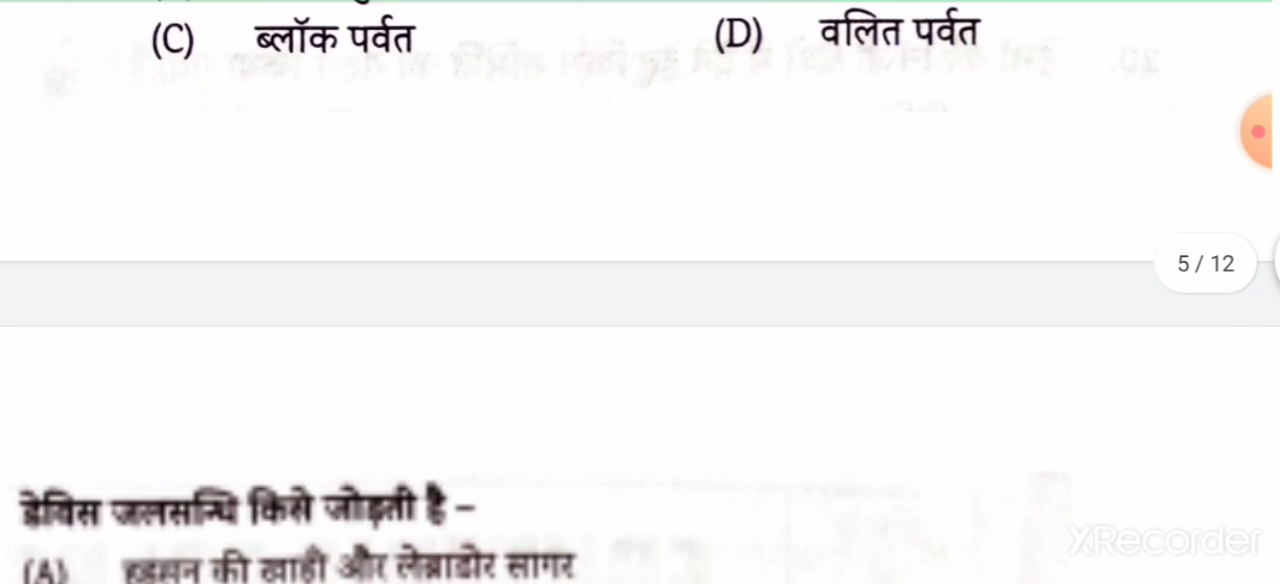 (C) ब्लॉक पर्वत (D) वलित पर्वत
5 / 12
डेविस जलसन्धि किसे जोड़ती है –
(A) हडसन की खाड़ी और लेब्राडोर सागर
XRecorder